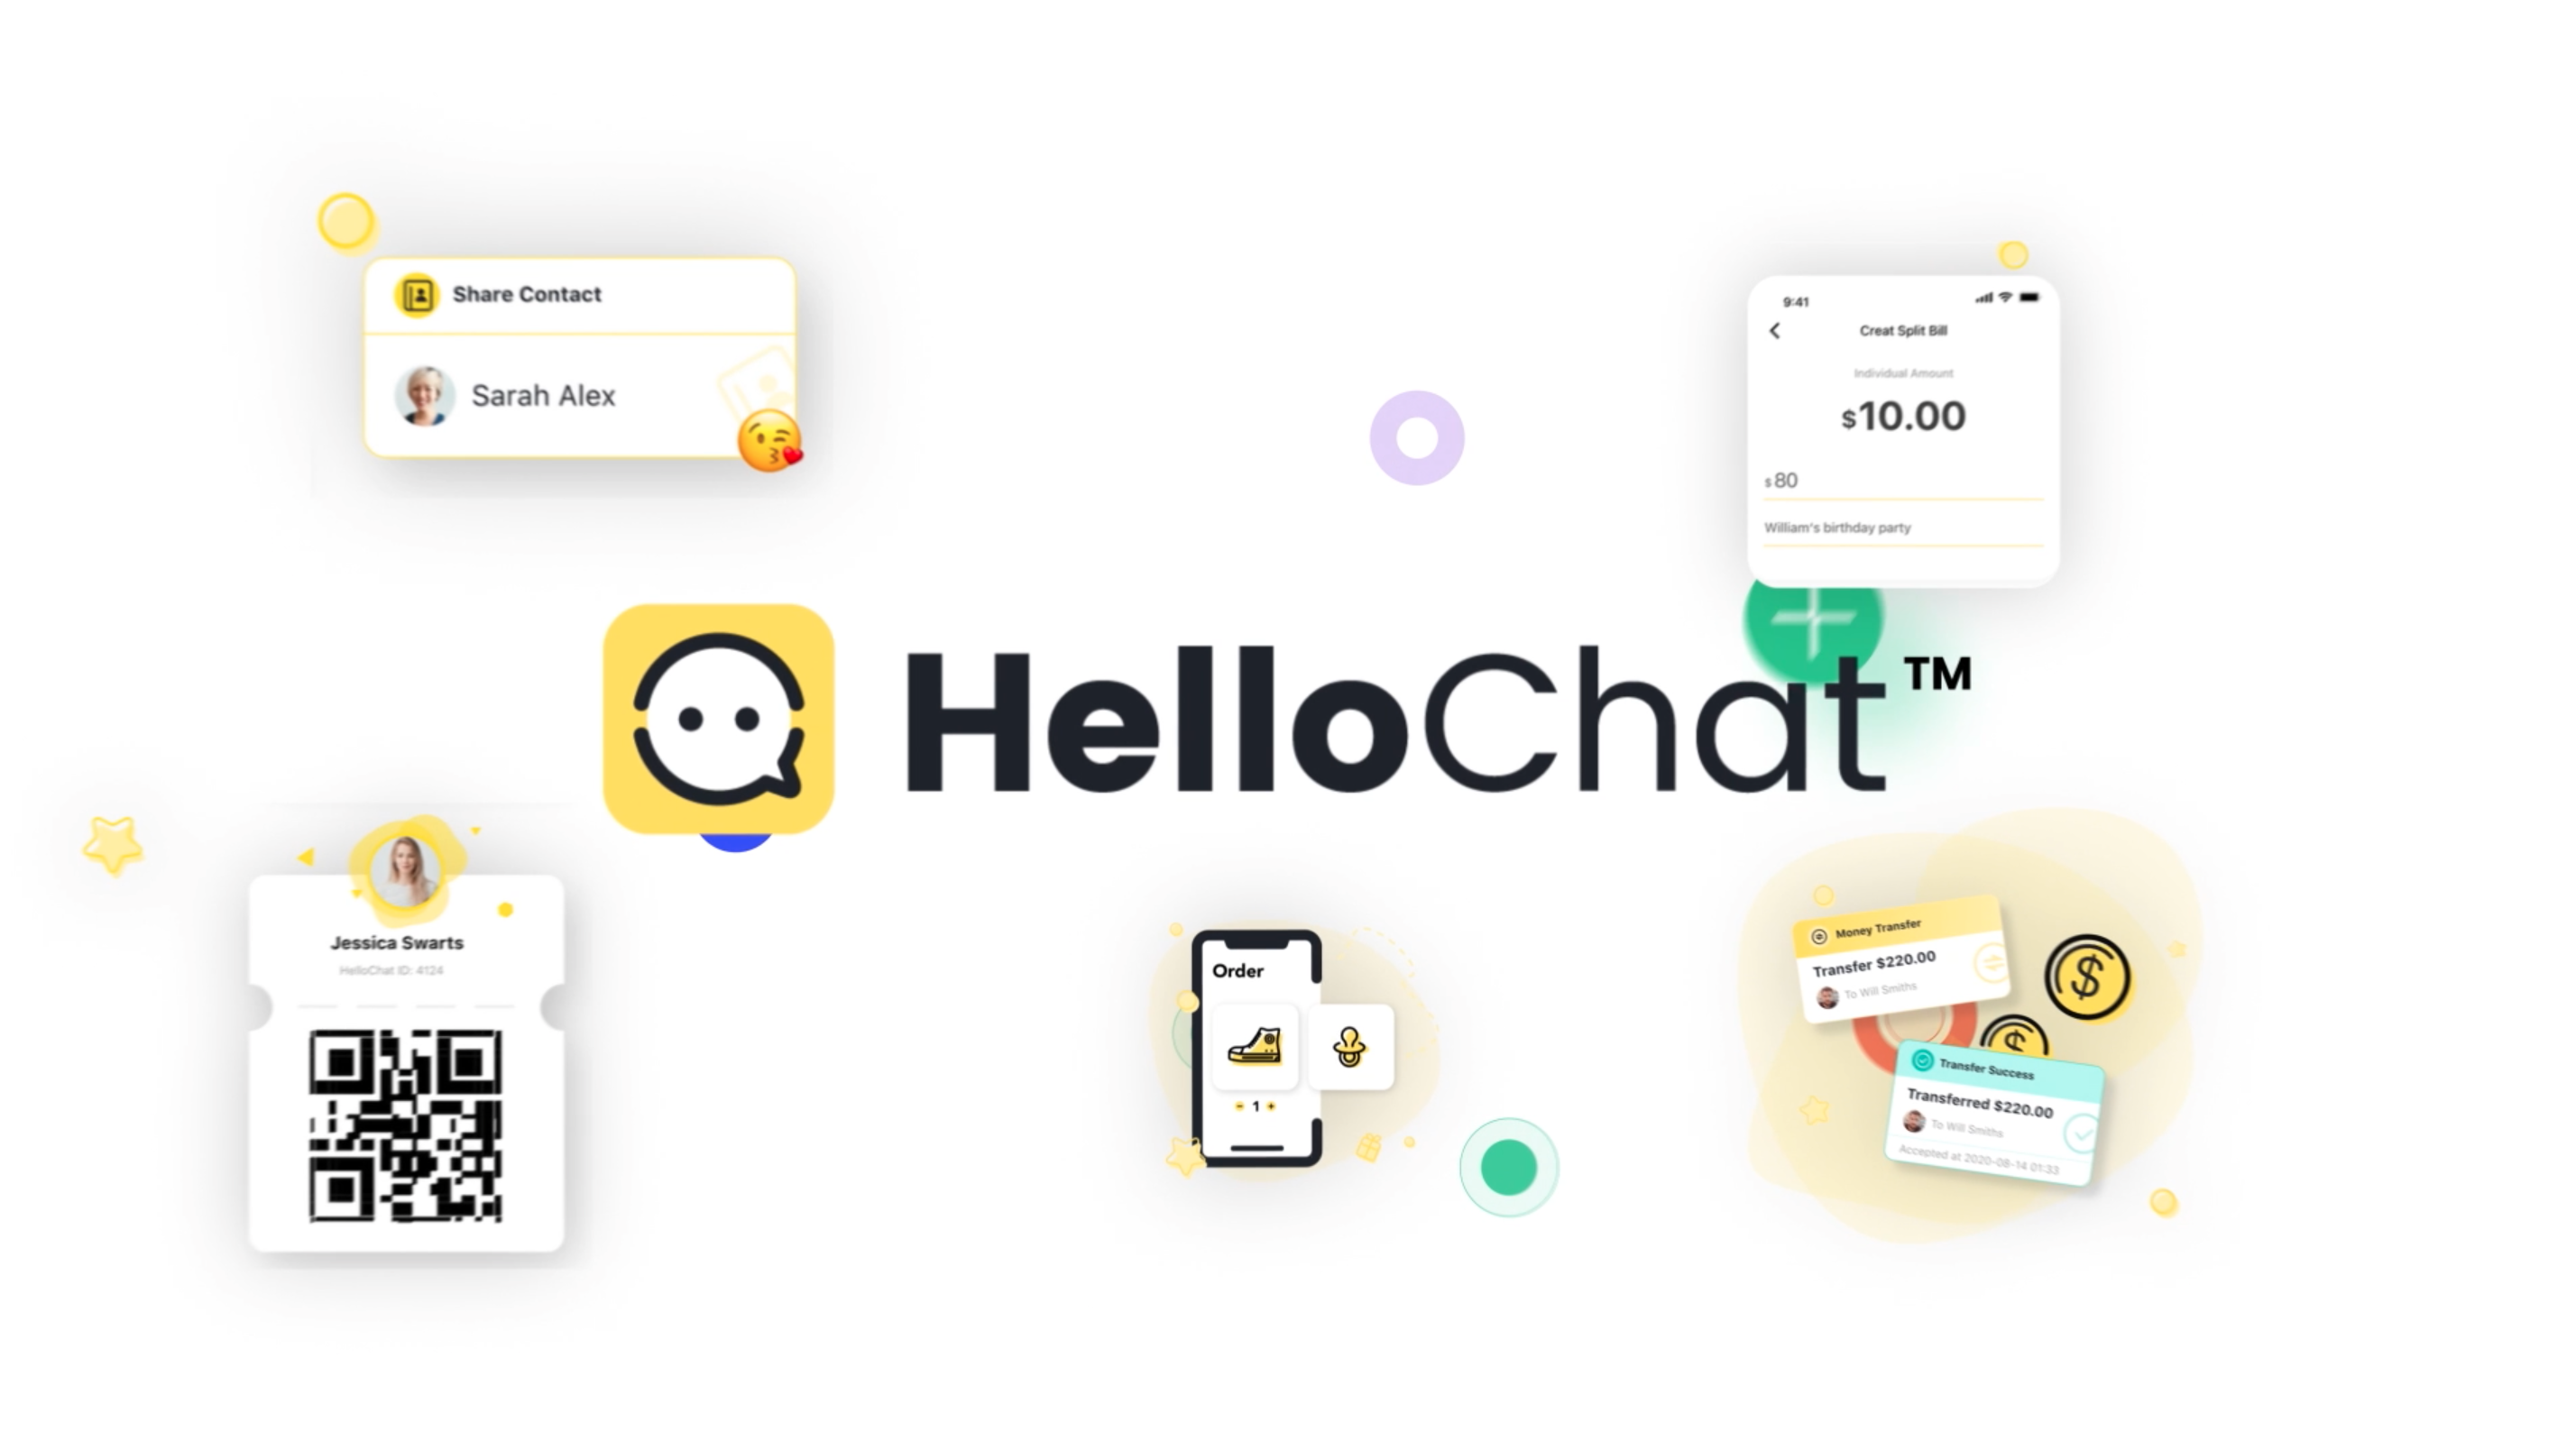 Share Contact
Sarah Alex
9:41
Creat Split Bill
Individual Amount
$10.00
$80
William's birthday party
HelloChat™
Jessica Swarts
HelloChat ID: 4124
Order
1
Money Transfer
Transfer $220.00
To Will Smiths
Transfer Success
Transferred $220.00
To Will Smiths
Accepted at 2020-08-14 01:33